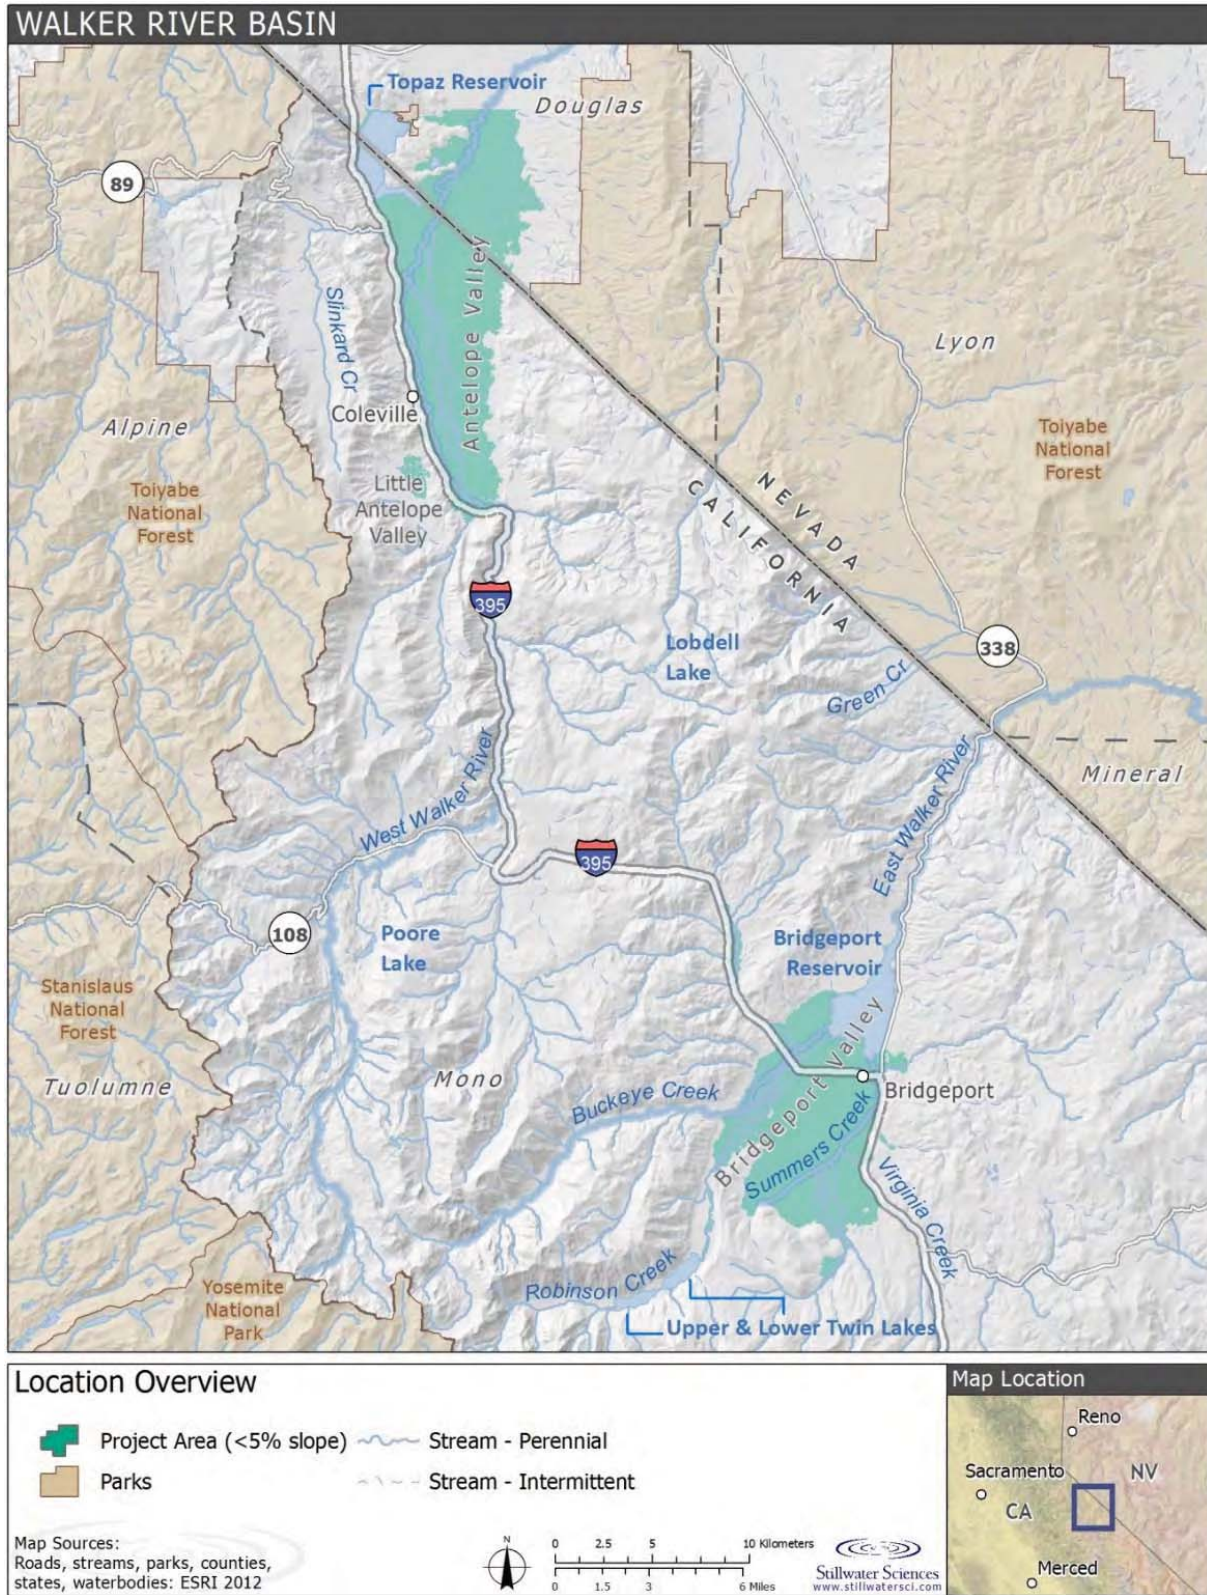 WALKER RIVER BASIN
Topaz Reservoir
Douglas
89
Antelope Valley
Slinkard Cr
Lyon
Coleville
Alpine
Toiyabe
National
Forest
Toiyabe
National
Forest
Little
Antelope
Valley
NEVADA
CALIFORNIA
395
Lobdell
Lake
338
Green Cr
Mineral
West Walker River
East Walker River
395
108
Poore
Lake
Bridgeport
Reservoir
Stanislaus
National
Forest
Tuolumne
Mono
Buckeye Creek
Bridgeport Valley
Bridgeport
Summers Creek
Virginia Creek
Robinson Creek
Yosemite
National
Park
Upper & Lower Twin Lakes
Location Overview
Project Area (<5% slope)
Stream - Perennial
Parks
Stream - Intermittent
Map Sources:
Roads, streams, parks, counties,
states, waterbodies: ESRI 2012
N
0 2.5 5 10 Kilometers
0 1.5 3 6 Miles
Stillwater Sciences
www.stillwatersci.com
Map Location
Reno
Sacramento
NV
CA
Merced